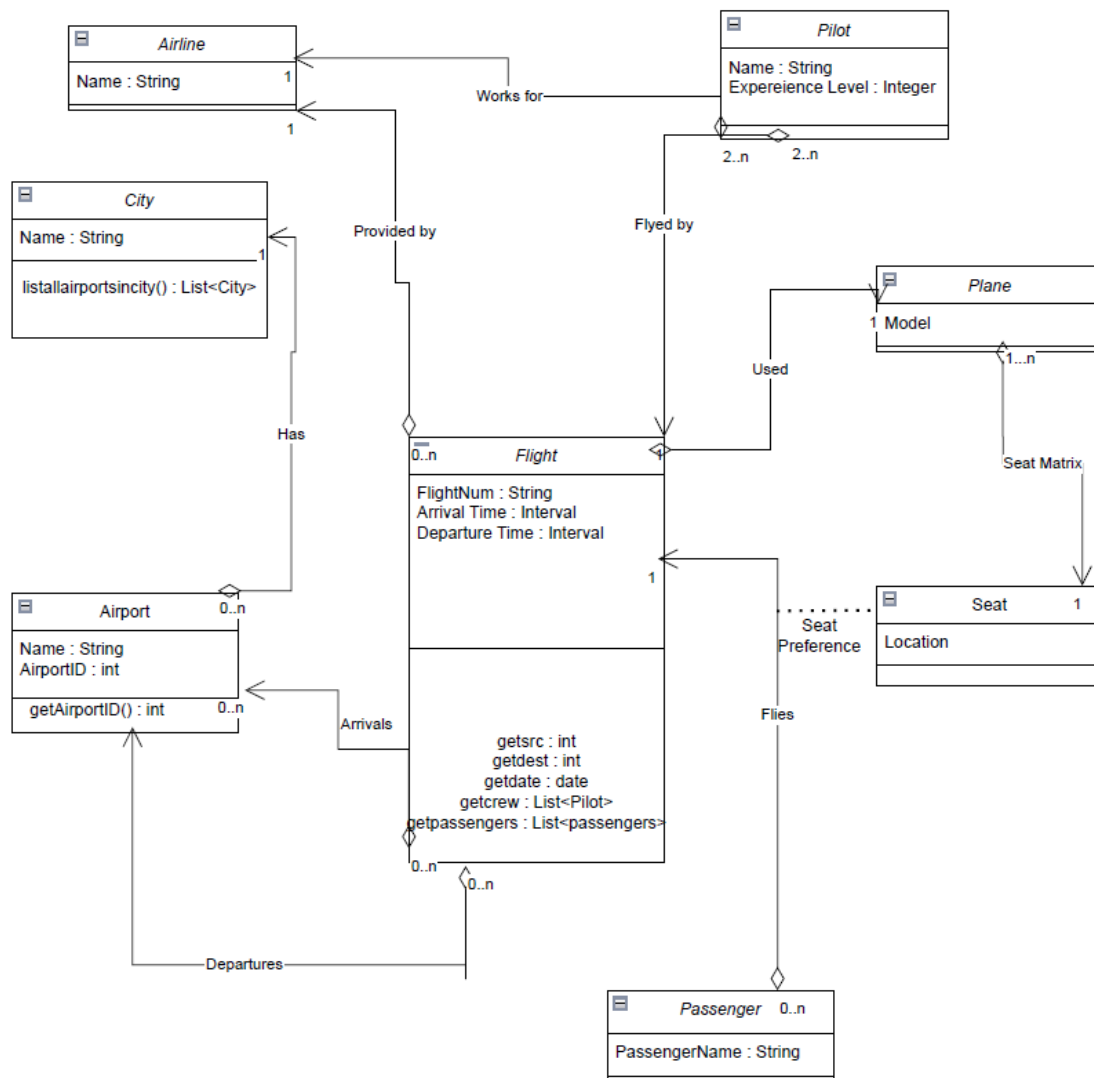 Airline
Name : String
1
1
Pilot
Name : String
Expereience Level : Integer
2..n
2..n
Works for
City
Name : String
1
listallairportsincity() : List<City>
Provided by
Flyed by
Plane
1
Model
1...n
Used
Has
Seat Matrix
0..n
Flight
1
FlightNum : String
Arrival Time : Interval
Departure Time : Interval
1
getsrc : int
getdest : int
getdate : date
getcrew : List<Pilot>
getpassengers : List<passengers>
0..n
0..n
Seat
1
Location
Seat
Preference
Airport
0..n
Name : String
AirportID : int
getAirportID() : int
0..n
Arrivals
Flies
Departures
Passenger
0..n
PassengerName : String